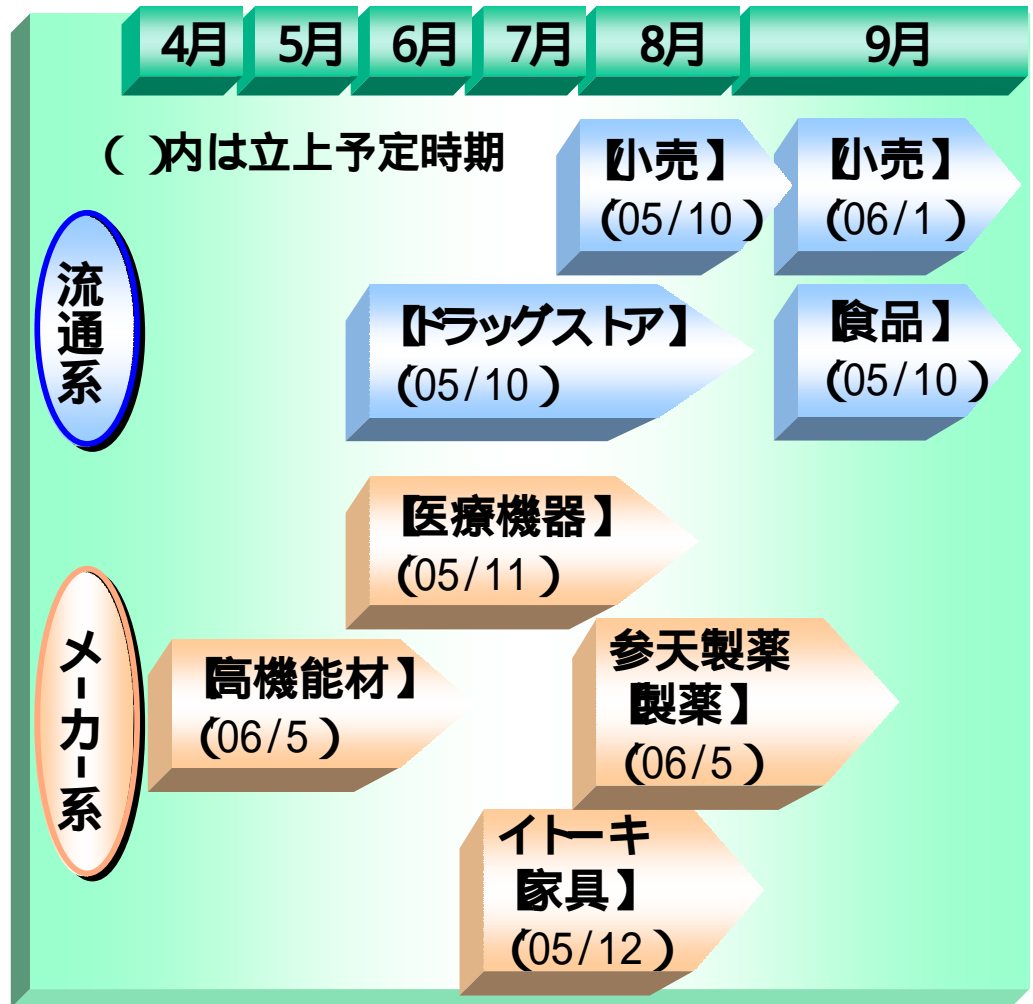 4月 5月 6月 7月 8月 9月
( )内は立上予定時期
【小売】
(05/10)
【小売】
(06/1)
流通系
【ドラッグストア】
(05/10)
【食品】
(05/10)
【医療機器】
(05/11)
メーカー系
【高機能材】
(06/5)
参天製薬
【製薬】
(06/5)
イトーキ
【家具】
(05/12)